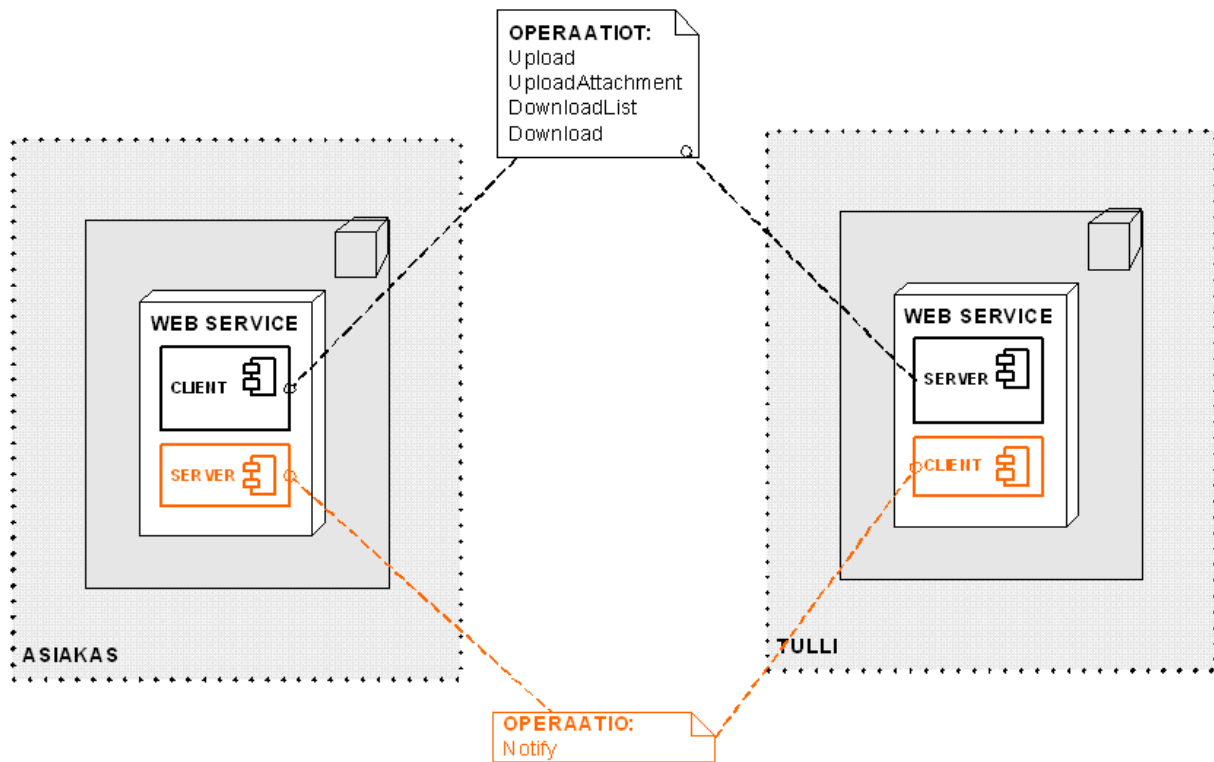 OPERAATIOT:
Upload
UploadAttachment
DownloadList
Download
WEB SERVICE
CLIENT
SERVER
ASIAKAS
WEB SERVICE
SERVER
CLIENT
TULLI
OPERAATIO:
Notify